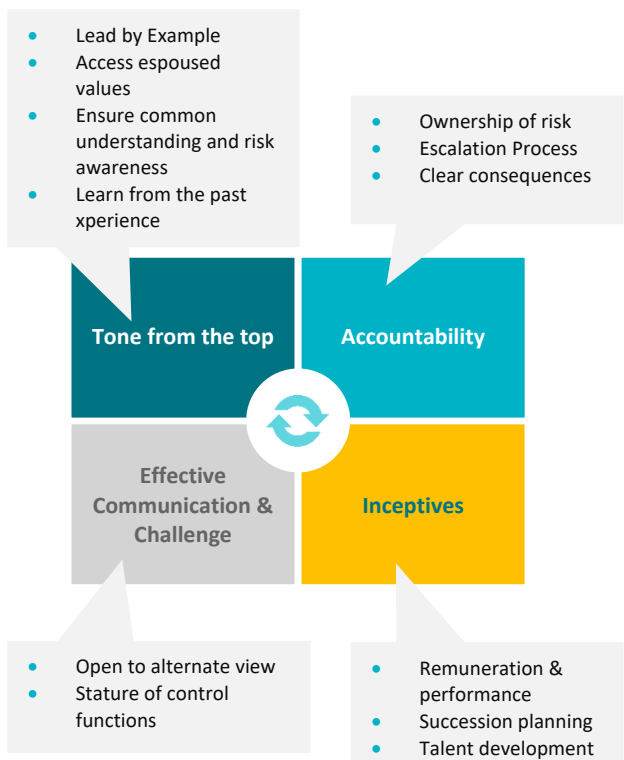 • Lead by Example
• Access espoused
values
• Ensure common
understanding and risk
awareness
• Learn from the past
xperience
• Ownership of risk
• Escalation Process
• Clear consequences
Tone from the top
Accountability
Effective
Communication &
Challenge
Inceptives
• Open to alternate view
• Stature of control
functions
• Remuneration &
performance
• Succession planning
• Talent development